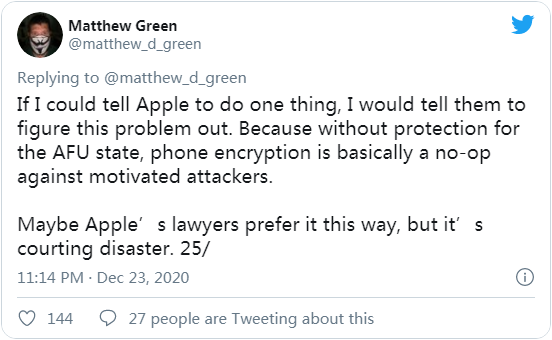 Matthew Green
@matthew_d_green
Replying to @matthew_d_green
If I could tell Apple to do one thing, I would tell them to
figure this problem out. Because without protection for
the AFU state, phone encryption is basically a no-op
against motivated attackers.
Maybe Apple’s lawyers prefer it this way, but it’s
courting disaster. 25/
11:14 PM · Dec 23, 2020
144
27 people are Tweeting about this